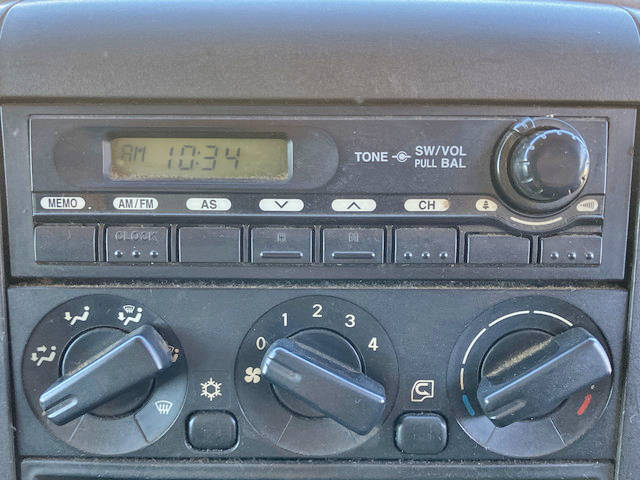 AM 10:34
TONE SW/VOL
PULL BAL
MEMO AM/FM AS CH
CLOCK H M
0 1 2 3 4